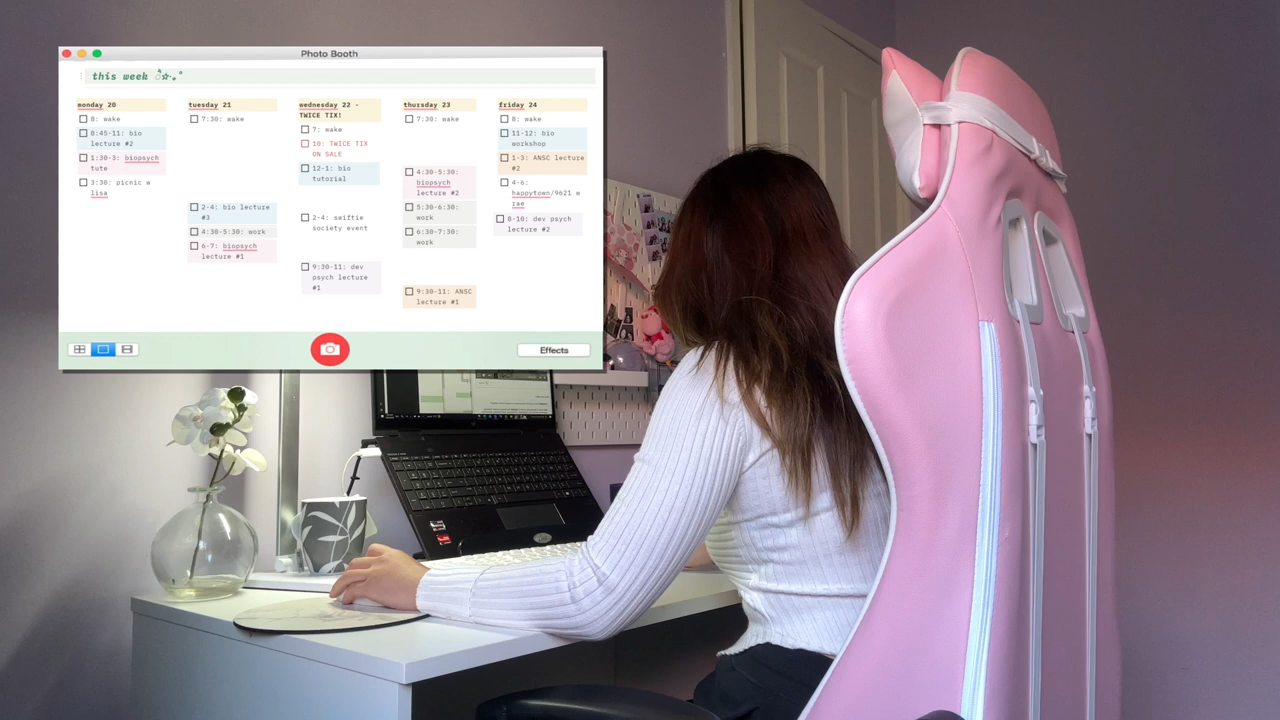 Photo Booth
this week
monday 20
8: wake
8:45-11: bio
lecture #2
1:30-3: biopsych
tute
3:30: picnic w
lisa
tuesday 21
7:30: wake
2-4: bio lecture
#3
4:30-5:30: work
6-7: biopsych
lecture #1
wednesday 22 -
TWICE TIX!
7: wake
10: TWICE TIX
ON SALE
12-1: bio
tutorial
2-4: swiftie
society event
9:30-11: dev
psych lecture
#1
thursday 23
7:30: wake
4:30-5:30:
biopsych
lecture #2
5:30-6:30:
work
6:30-7:30:
work
9:30-11: ANSC
lecture #1
friday 24
8: wake
11-12: bio
workshop
1-3: ANSC lecture
#2
4-6:
happytown/9621 w
rae
8-10: dev psych
lecture #2
Effects